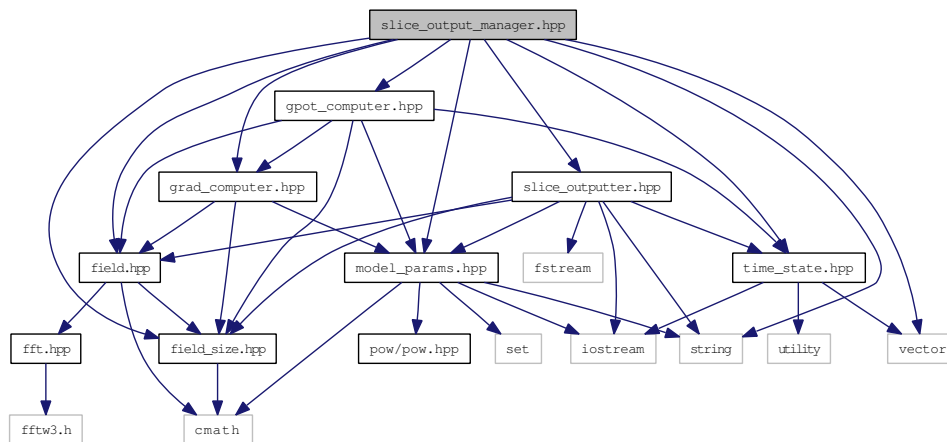 slice_output_manager.hpp
gpot_computer.hpp
grad_computer.hpp
slice_outputter.hpp
field.hpp
model_params.hpp
fstream
time_state.hpp
fft.hpp
field_size.hpp
pow/pow.hpp
set
iostream
string
utility
vector
fftw3.h
cmath